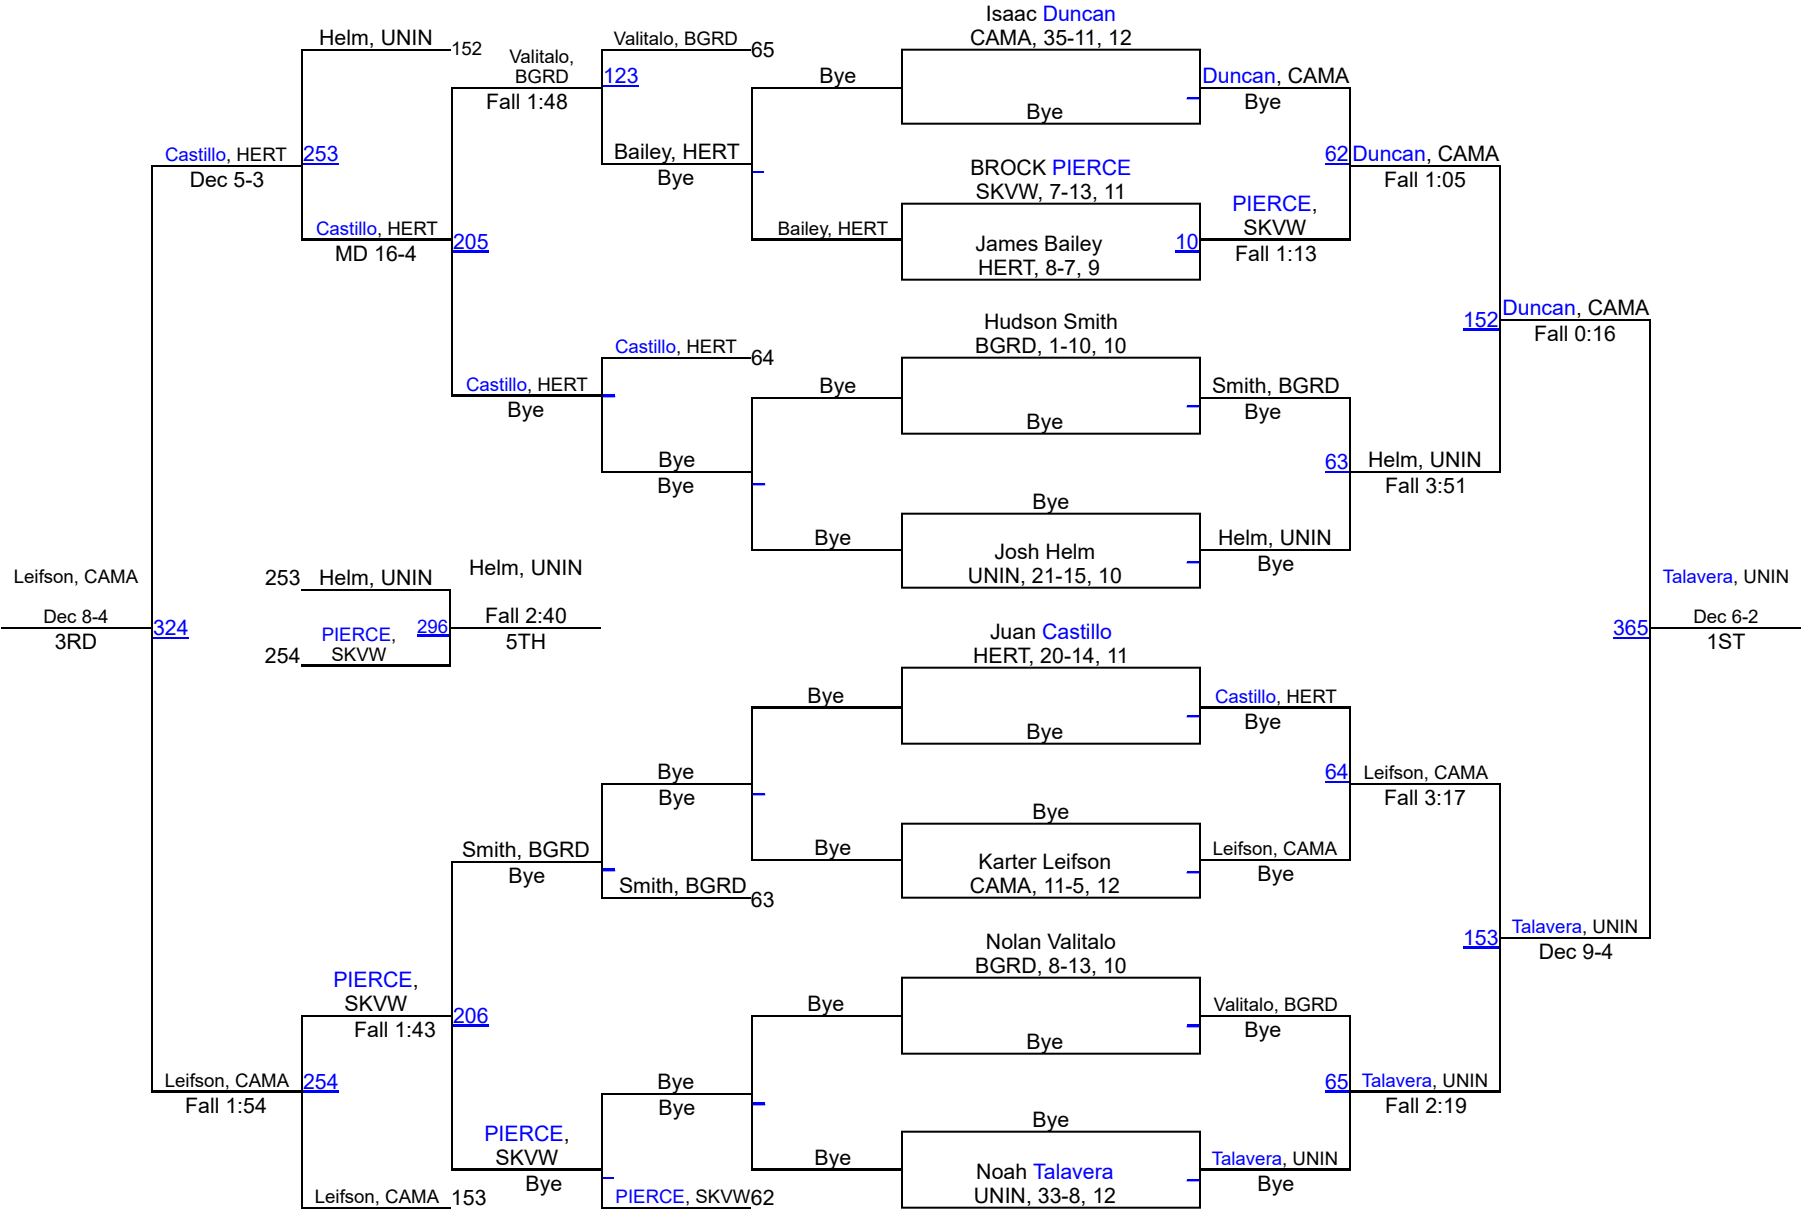 Isaac Duncan
CAMA, 35-11, 12
Helm, UNIN
152
Valitalo,
BGRD
Fall 1:48
Valitalo, BGRD
65
123
Bye
Bye
Duncan, CAMA
Bye
Castillo, HERT
253
Dec 5-3
Bailey, HERT
Bye
BROCK PIERCE
SKVW, 7-13, 11
62
Duncan, CAMA
Fall 1:05
Castillo, HERT
MD 16-4
205
Bailey, HERT
James Bailey
HERT, 8-7, 9
10
PIERCE,
SKVW
Fall 1:13
Hudson Smith
BGRD, 1-10, 10
152
Duncan, CAMA
Fall 0:16
Castillo, HERT
64
Castillo, HERT
Bye
Bye
Bye
Smith, BGRD
Bye
Bye
Bye
63
Helm, UNIN
Fall 3:51
Bye
Bye
Josh Helm
UNIN, 21-15, 10
Helm, UNIN
Bye
Leifson, CAMA
Dec 8-4
3RD
324
253
Helm, UNIN
254
PIERCE,
SKVW
296
Helm, UNIN
Fall 2:40
5TH
Talavera, UNIN
Dec 6-2
1ST
365
Juan Castillo
HERT, 20-14, 11
Bye
Bye
Castillo, HERT
Bye
Bye
Bye
64
Leifson, CAMA
Fall 3:17
Bye
Bye
Karter Leifson
CAMA, 11-5, 12
Leifson, CAMA
Bye
Smith, BGRD
Bye
Smith, BGRD
63
Nolan Valitalo
BGRD, 8-13, 10
153
Talavera, UNIN
Dec 9-4
PIERCE,
SKVW
Fall 1:43
206
Bye
Bye
Valitalo, BGRD
Bye
Leifson, CAMA
254
Fall 1:54
Bye
Bye
65
Talavera, UNIN
Fall 2:19
PIERCE,
SKVW
Bye
Bye
Bye
Noah Talavera
UNIN, 33-8, 12
Talavera, UNIN
Bye
Leifson, CAMA
153
PIERCE, SKVW
62